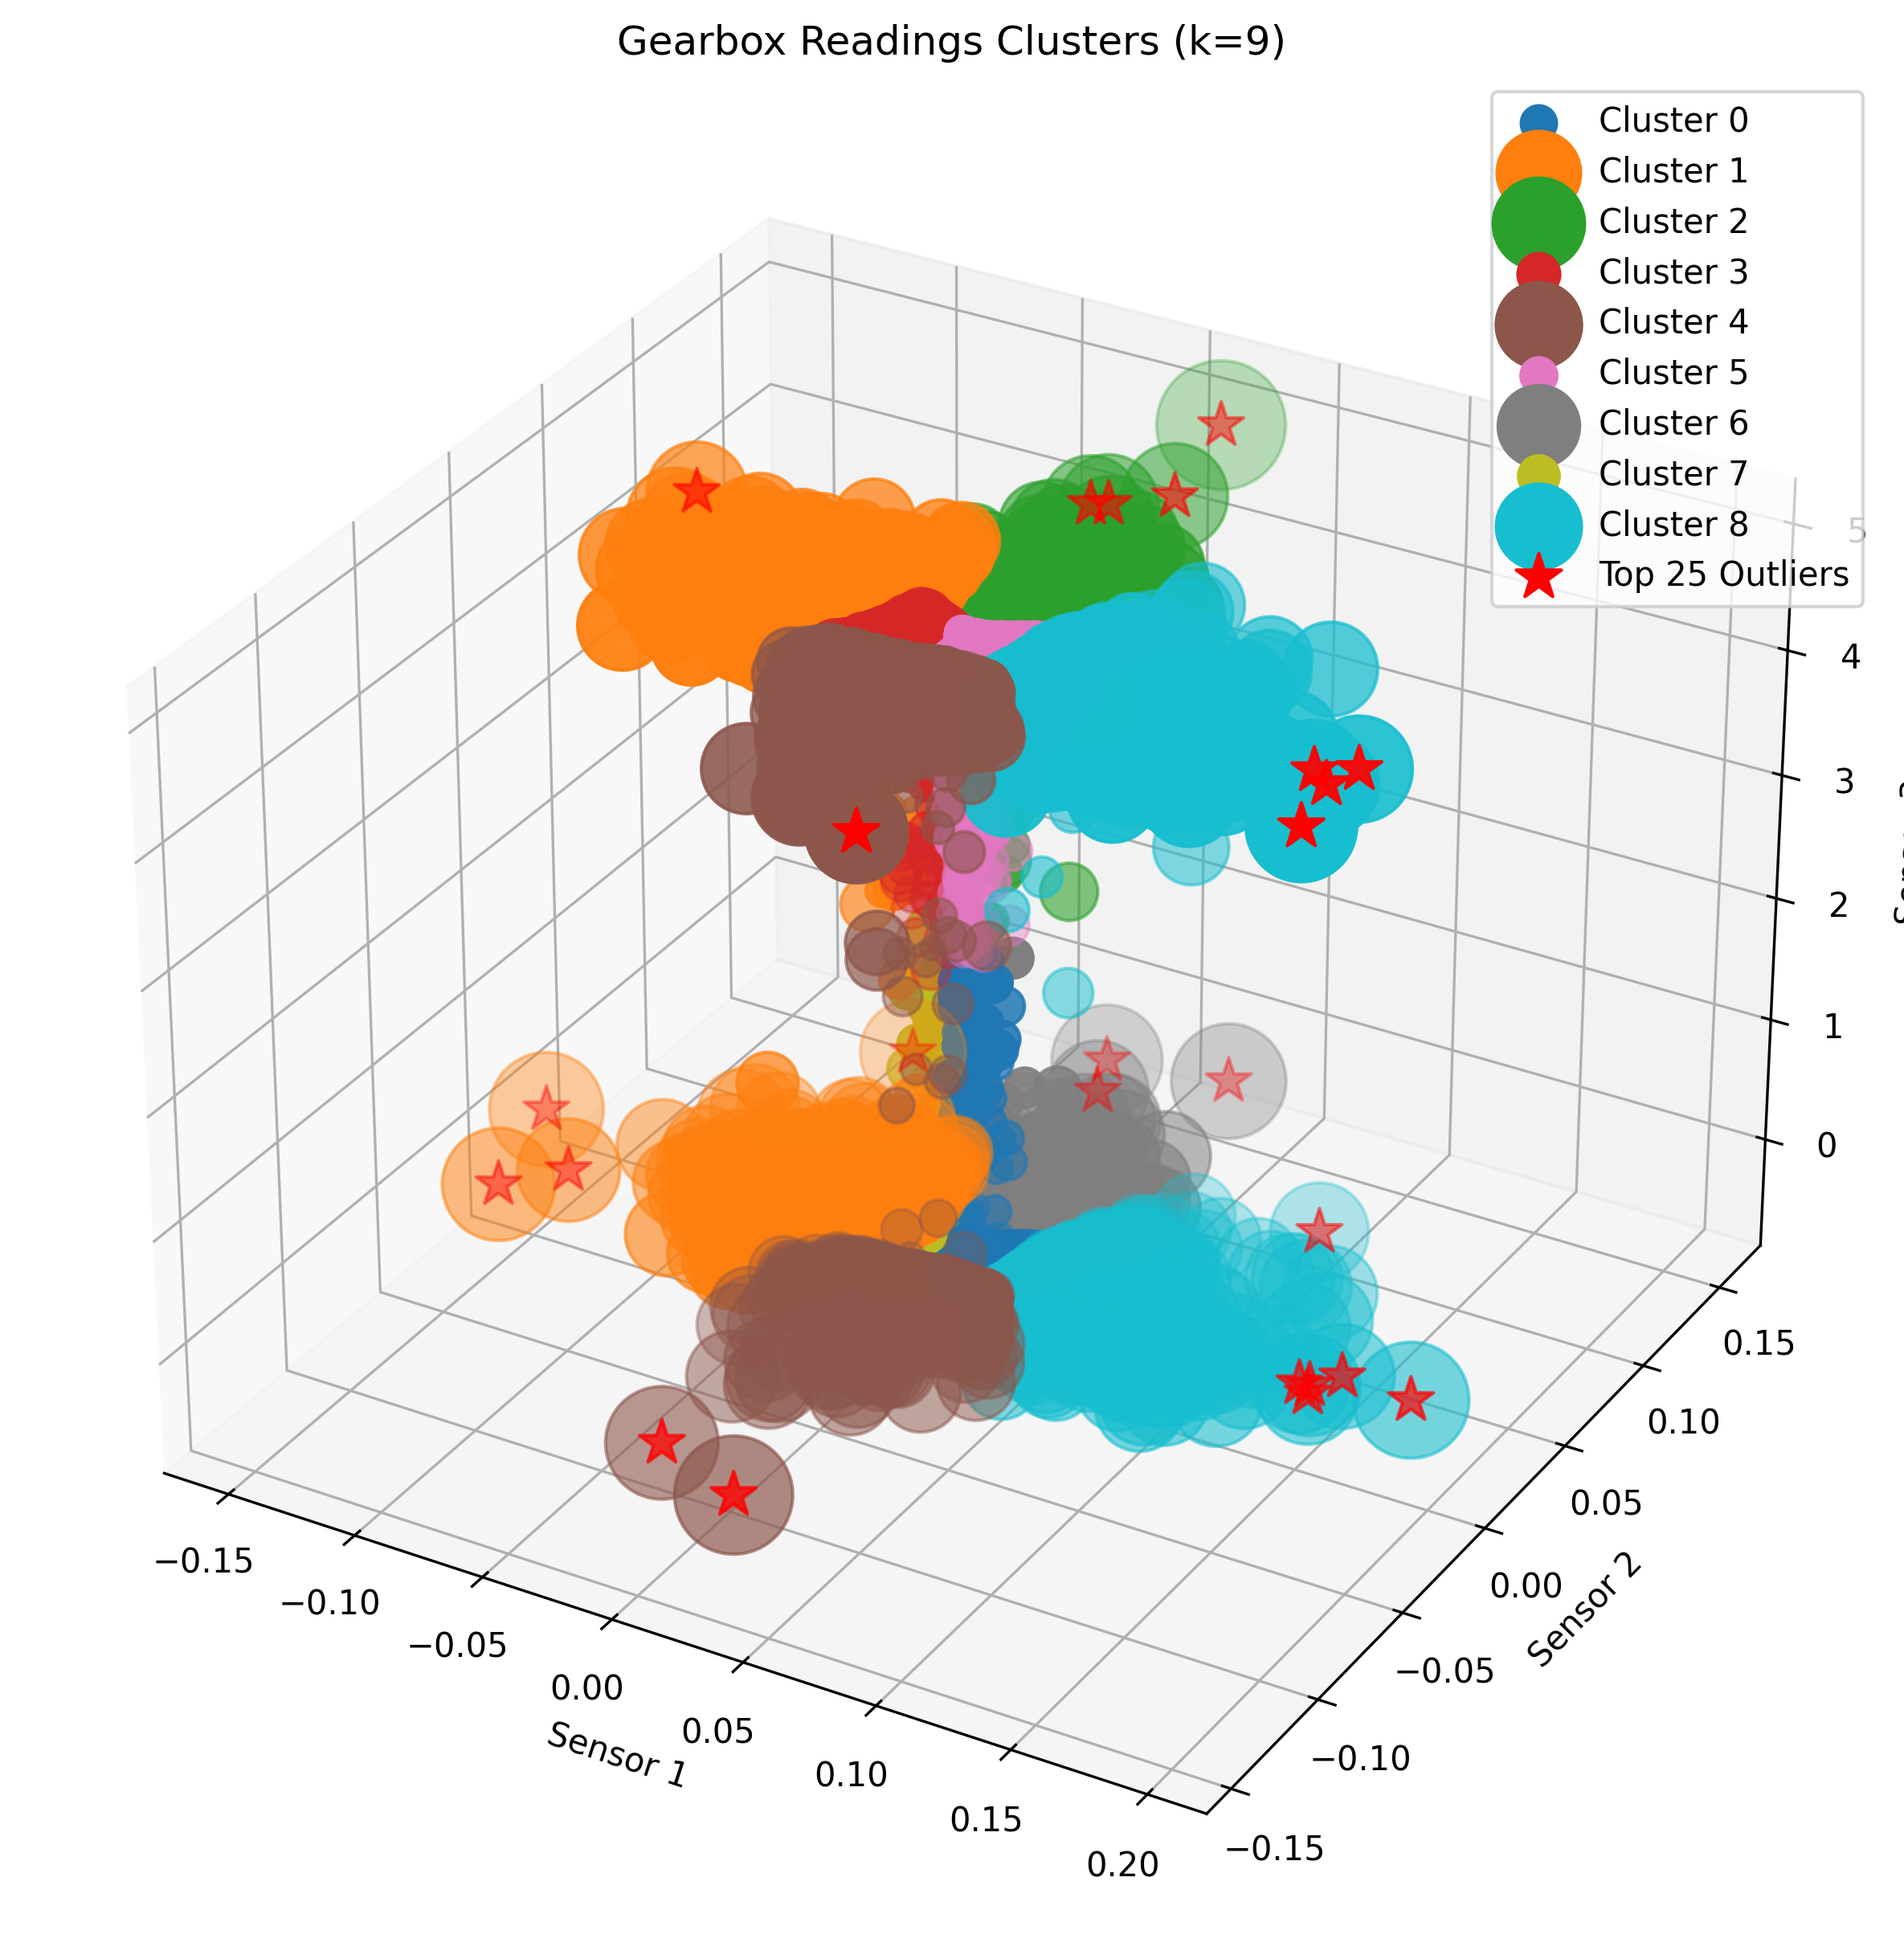 Gearbox Readings Clusters (k=9)
Cluster 0
Cluster 1
Cluster 2
Cluster 3
Cluster 4
Cluster 5
Cluster 6
Cluster 7
Cluster 8
Top 25 Outliers
5
4
3
2
1
0
0.15
0.10
0.05
0.00
−0.05
−0.10
−0.15
Sensor 2
−0.15
−0.10
−0.05
0.00
0.05
0.10
0.15
0.20
Sensor 1